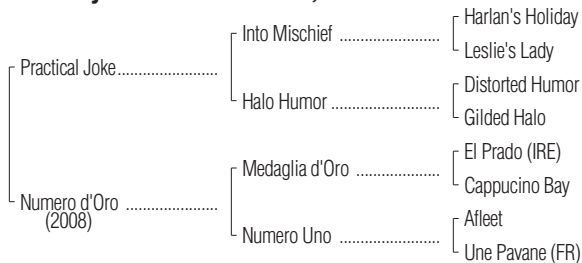 Harlan's Holiday
Into Mischief ..................
Leslie's Lady
Practical Joke.......................
Distorted Humor
Halo Humor ....................
Gilded Halo
El Prado (IRE)
Medaglia d'Oro ................
Cappucino Bay
Numero d'Oro .....................
(2008)
Afleet
Numero Uno ...................
Une Pavane (FR)